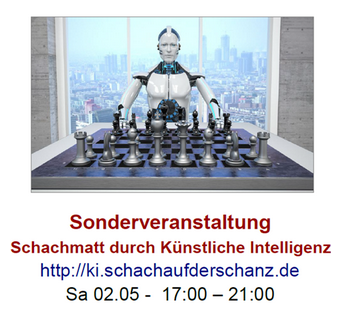 Sonderveranstaltung
Schachmatt durch Künstliche Intelligenz
http://ki.schachaufderschanz.de
Sa 02.05 -  17:00 – 21:00